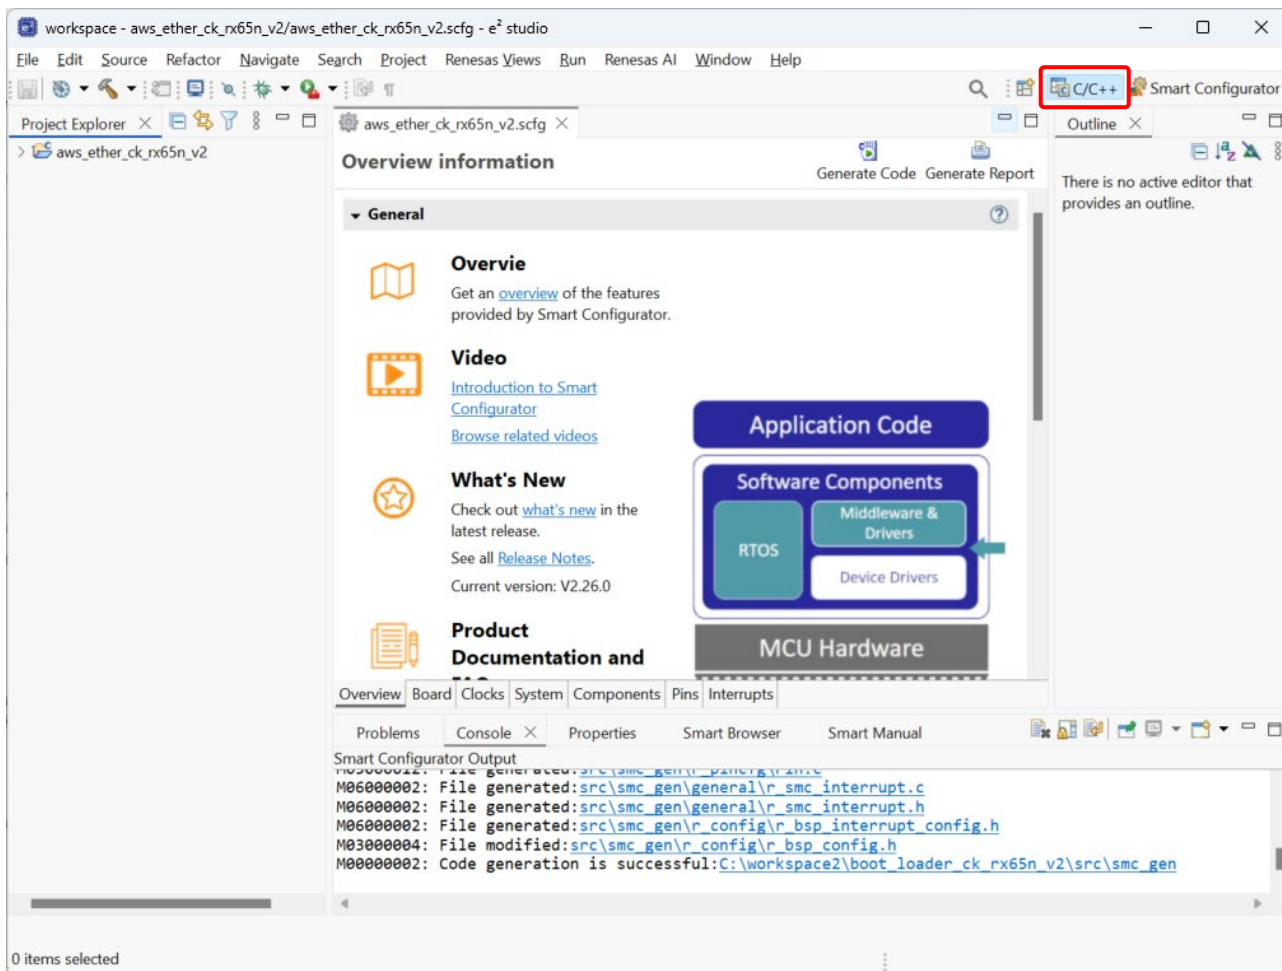 workspace - aws_ether_ck_rx65n_v2/aws_ether_ck_rx65n_v2.scfg - e² studio
File Edit Source Refactor Navigate Search Project Renesas Views Run Renesas AI Window Help
C/C++ Smart Configurator
Project Explorer
aws_ether_ck_rx65n_v2
aws_ether_ck_rx65n_v2.scfg
Overview information
Generate Code Generate Report
General
Overvie
Get an overview of the features
provided by Smart Configurator.
Video
Introduction to Smart
Configurator
Browse related videos
What's New
Check out what's new in the
latest release.
See all Release Notes.
Current version: V2.26.0
Product
Documentation and
Application Code
Software Components
RTOS
Middleware &
Drivers
Device Drivers
MCU Hardware
Overview Board Clocks System Components Pins Interrupts
Outline
There is no active editor that
provides an outline.
Problems Console Properties Smart Browser Smart Manual
Smart Configurator Output
M05000012: File generated:src\smc_gen\r_pincfg\Pin.c
M06000002: File generated:src\smc_gen\general\r_smc_interrupt.c
M06000002: File generated:src\smc_gen\general\r_smc_interrupt.h
M06000002: File generated:src\smc_gen\r_config\r_bsp_interrupt_config.h
M03000004: File modified:src\smc_gen\r_config\r_bsp_config.h
M00000002: Code generation is successful:C:\workspace2\boot_loader_ck_rx65n_v2\src\smc_gen
0 items selected